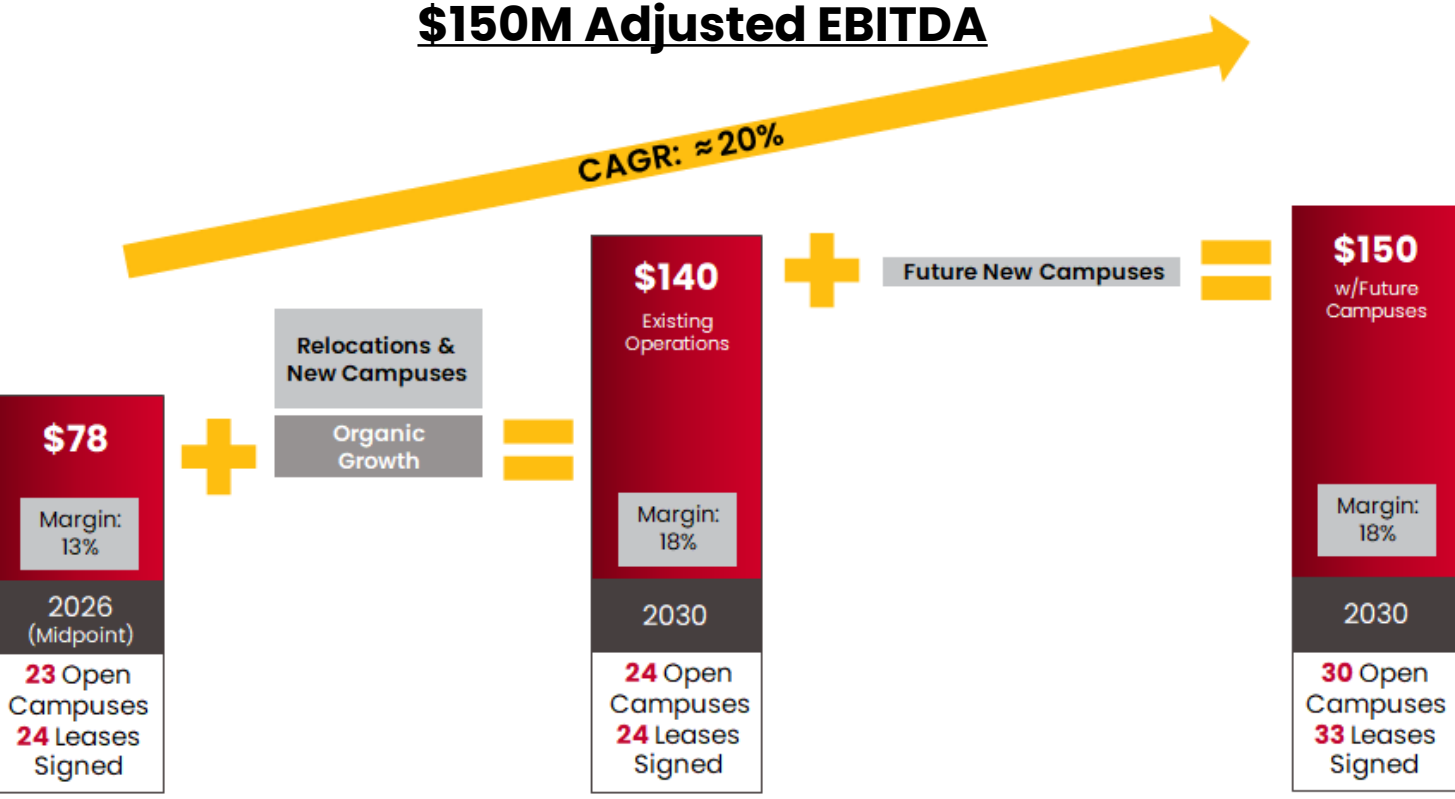 $150M Adjusted EBITDA
CAGR: ≈20%
$78
Margin:
13%
2026
(Midpoint)
23 Open
Campuses
24 Leases
Signed
Relocations &
New Campuses
Organic
Growth
$140
Existing
Operations
Margin:
18%
2030
24 Open
Campuses
24 Leases
Signed
Future New Campuses
$150
w/Future
Campuses
Margin:
18%
2030
30 Open
Campuses
33 Leases
Signed